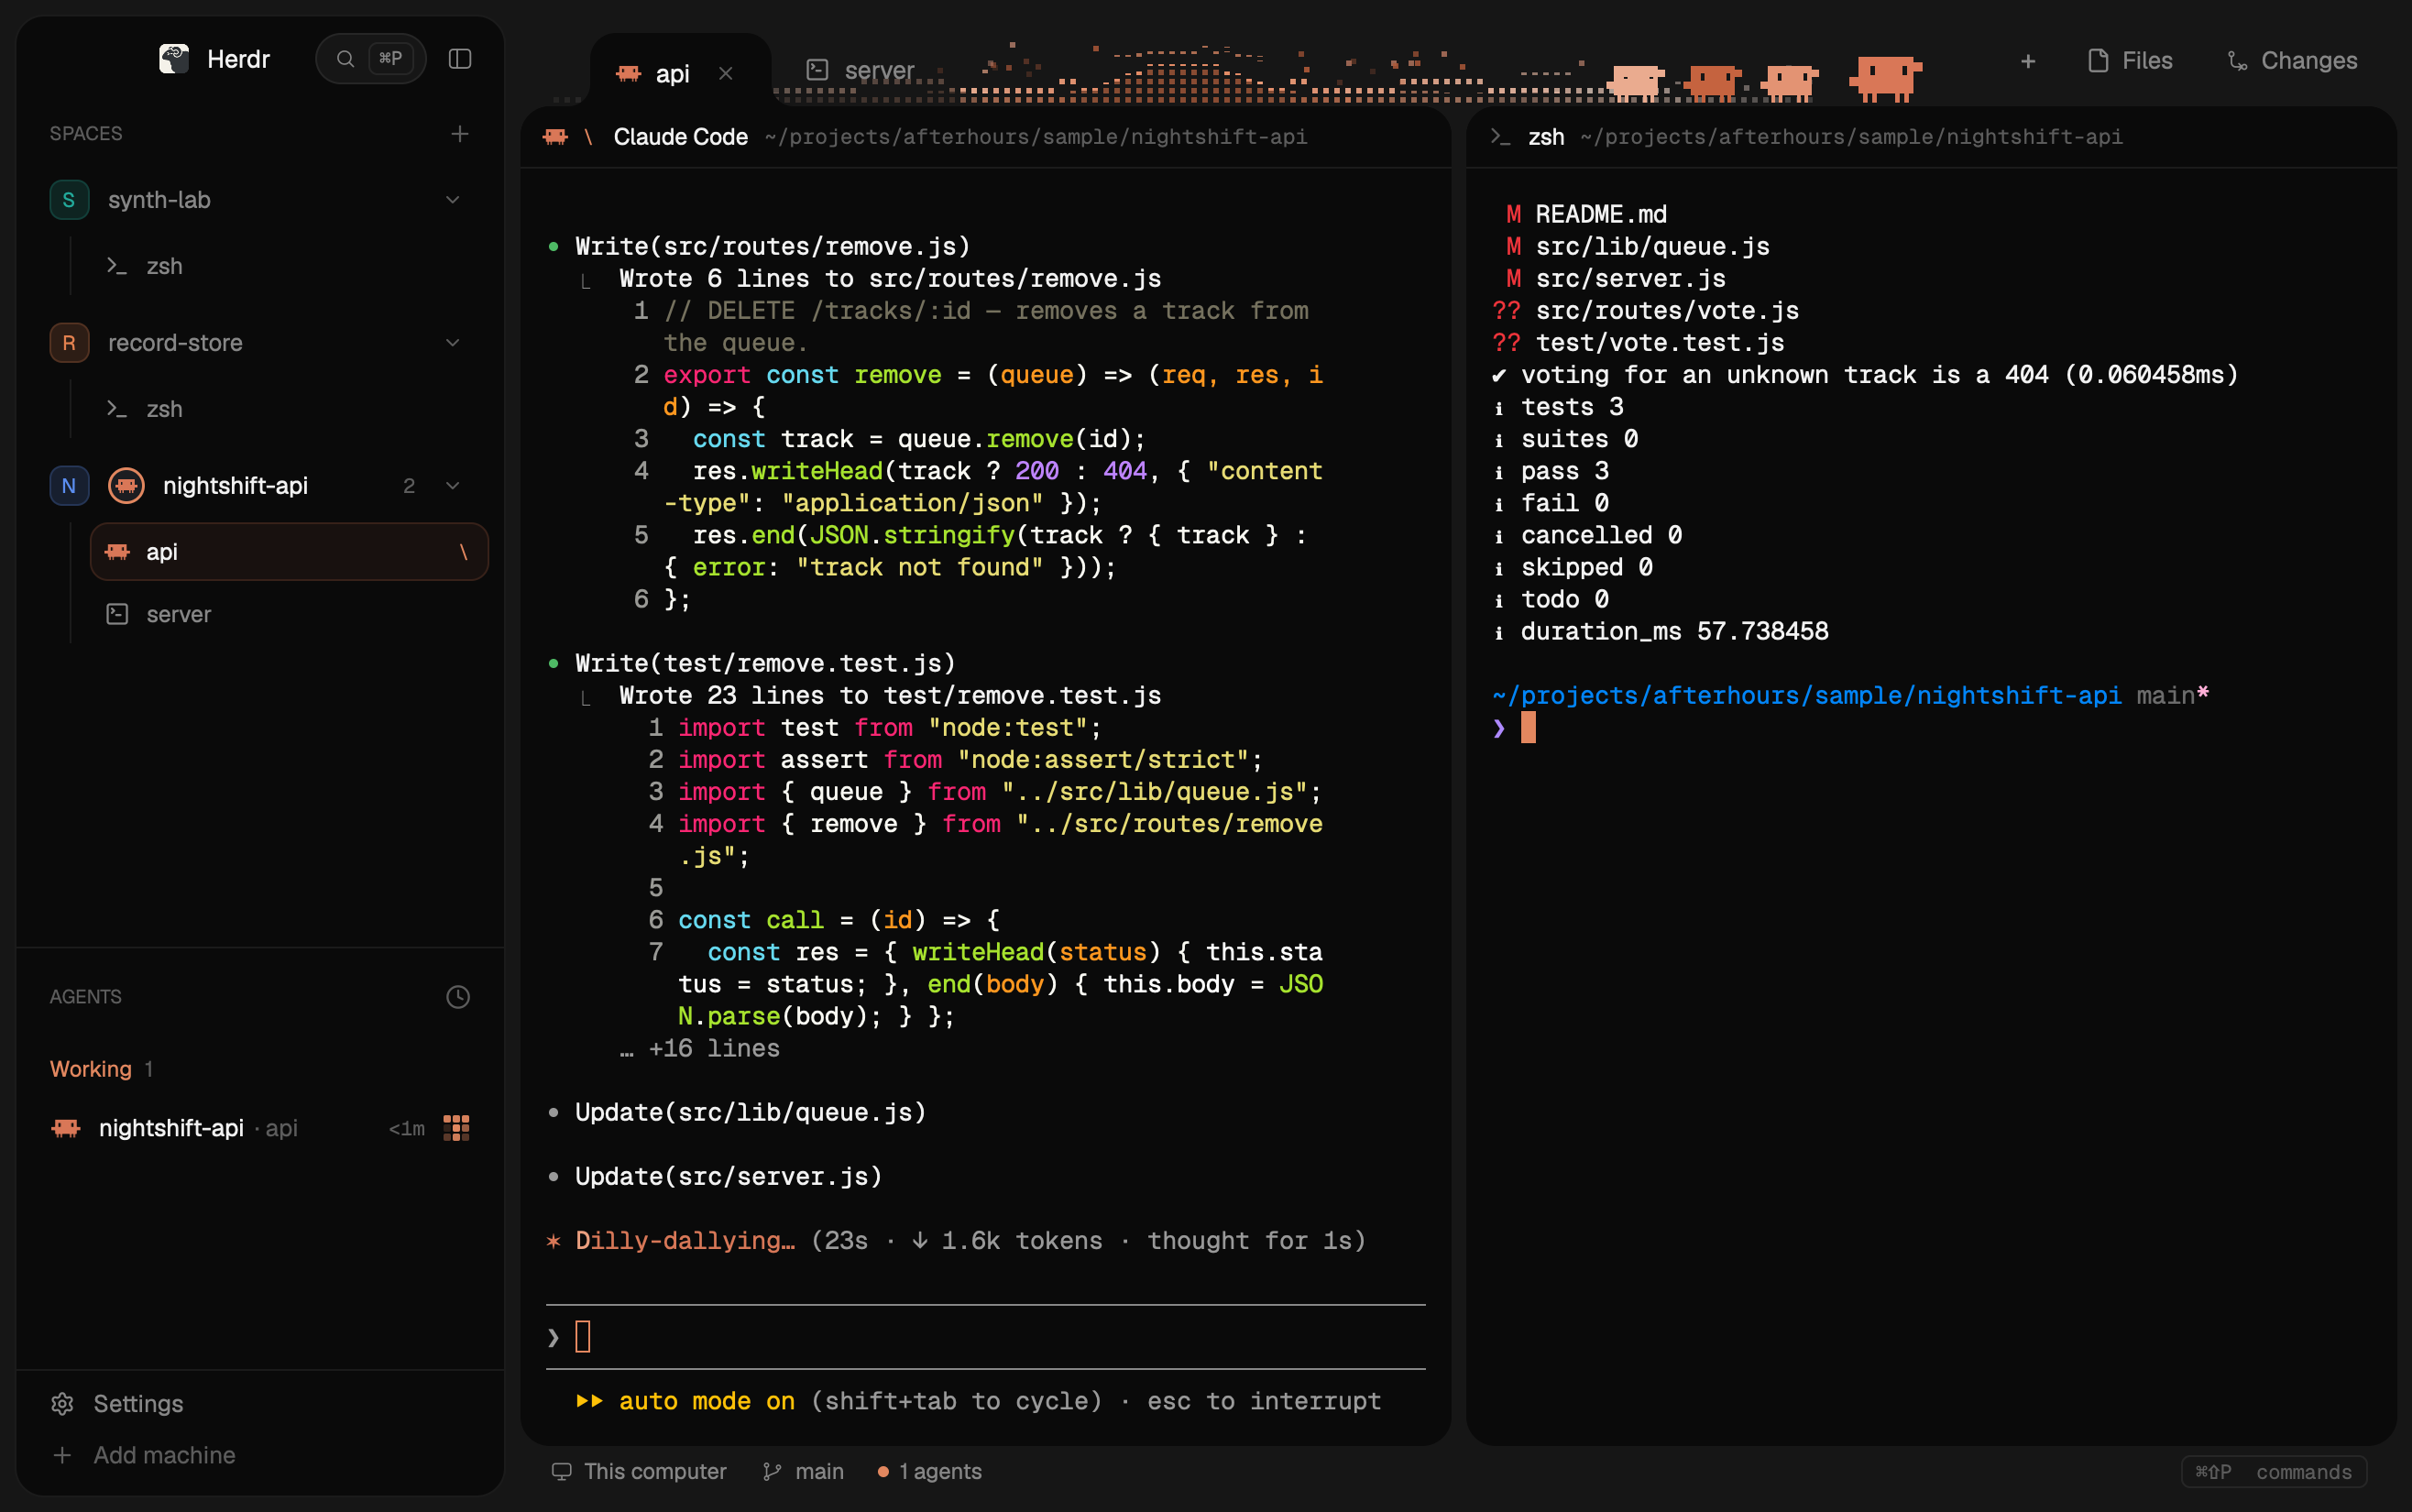 Herdr
⌘P
SPACES
S synth-lab
zsh
R record-store
zsh
N nightshift-api 2
api \
server
AGENTS
Working 1
nightshift-api · api <1m
Settings
Add machine
api
server
Files
Changes
\ Claude Code ~/projects/afterhours/sample/nightshift-api
Write(src/routes/remove.js)
Wrote 6 lines to src/routes/remove.js
1 // DELETE /tracks/:id — removes a track from
the queue.
2 export const remove = (queue) => (req, res, i
d) => {
3 const track = queue.remove(id);
4 res.writeHead(track ? 200 : 404, { "content
-type": "application/json" });
5 res.end(JSON.stringify(track ? { track } :
{ error: "track not found" }));
6 };
Write(test/remove.test.js)
Wrote 23 lines to test/remove.test.js
1 import test from "node:test";
2 import assert from "node:assert/strict";
3 import { queue } from "../src/lib/queue.js";
4 import { remove } from "../src/routes/remove
.js";
5
6 const call = (id) => {
7 const res = { writeHead(status) { this.sta
tus = status; }, end(body) { this.body = JSO
N.parse(body); } };
… +16 lines
Update(src/lib/queue.js)
Update(src/server.js)
✶ Dilly-dallying… (23s · ↓ 1.6k tokens · thought for 1s)
❯
⏵⏵ auto mode on (shift+tab to cycle) · esc to interrupt
zsh ~/projects/afterhours/sample/nightshift-api
M README.md
M src/lib/queue.js
M src/server.js
?? src/routes/vote.js
?? test/vote.test.js
✔ voting for an unknown track is a 404 (0.060458ms)
ℹ tests 3
ℹ suites 0
ℹ pass 3
ℹ fail 0
ℹ cancelled 0
ℹ skipped 0
ℹ todo 0
ℹ duration_ms 57.738458
~/projects/afterhours/sample/nightshift-api main*
❯
This computer
main
1 agents
⌘⇧P commands